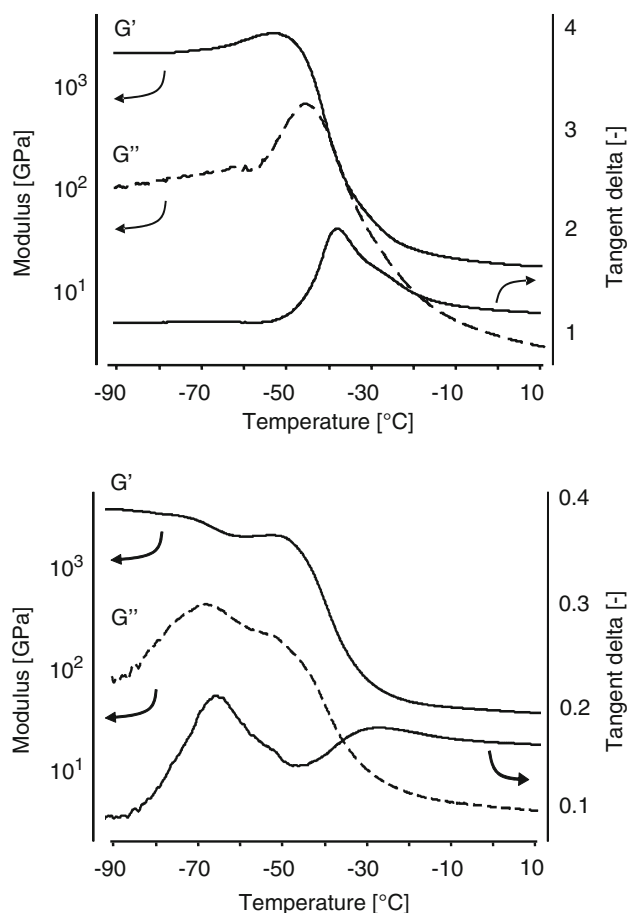 G'
G''
10³
10²
10¹
Modulus [GPa]
4
3
2
1
Tangent delta [-]
-90 -70 -50 -30 -10 10
Temperature [°C]
G'
G''
10³
10²
10¹
Modulus [GPa]
0.4
0.3
0.2
0.1
Tangent delta [-]
-90 -70 -50 -30 -10 10
Temperature [°C]